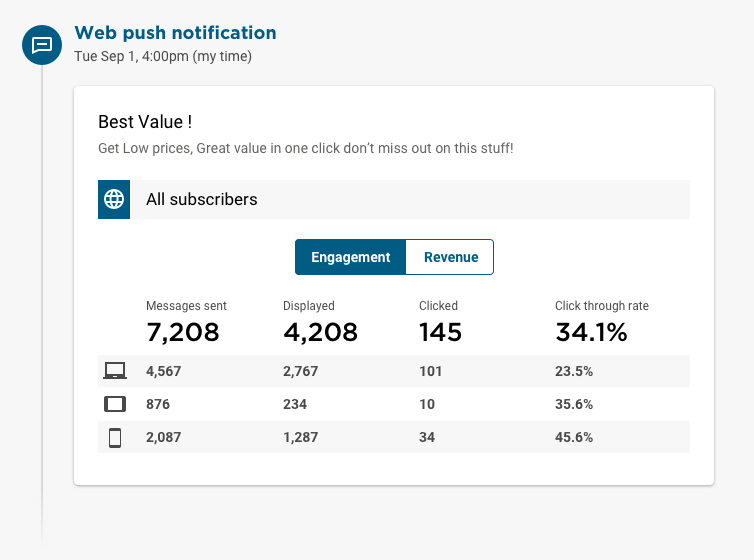 Web push notification
Tue Sep 1, 4:00pm (my time)
Best Value !
Get Low prices, Great value in one click don’t miss out on this stuff!
All subscribers
Engagement Revenue
Messages sent Displayed Clicked Click through rate
7,208 4,208 145 34.1%
4,567 2,767 101 23.5%
876 234 10 35.6%
2,087 1,287 34 45.6%